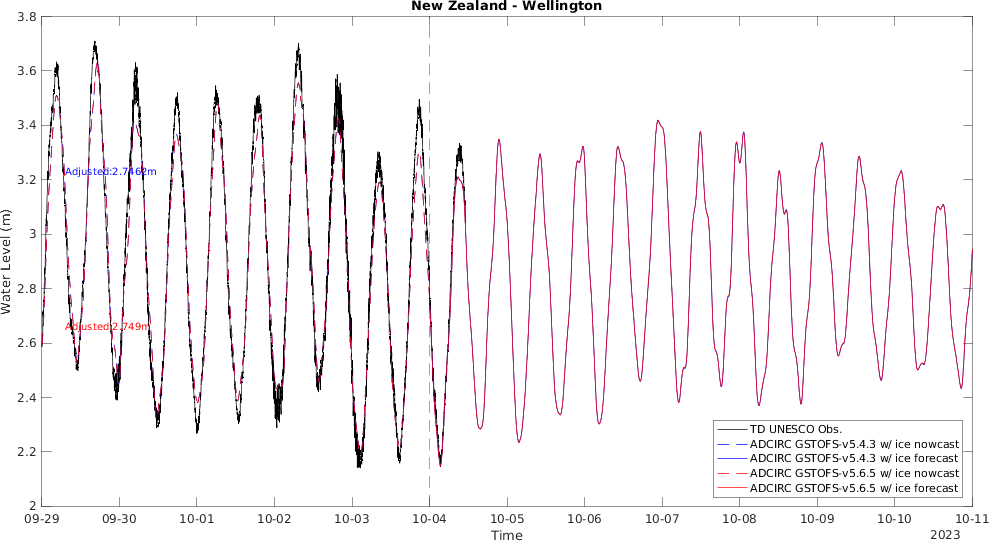 New Zealand - Wellington
3.8
3.6
3.4
3.2
3
2.8
2.6
2.4
2.2
2
Water Level (m)
Adjusted:2.7462m
Adjusted:2.749m
TD UNESCO Obs.
ADCIRC GSTOFS-v5.4.3 w/ ice nowcast
ADCIRC GSTOFS-v5.4.3 w/ ice forecast
ADCIRC GSTOFS-v5.6.5 w/ ice nowcast
ADCIRC GSTOFS-v5.6.5 w/ ice forecast
09-29 09-30 10-01 10-02 10-03 10-04 10-05 10-06 10-07 10-08 10-09 10-10 10-11
Time
2023